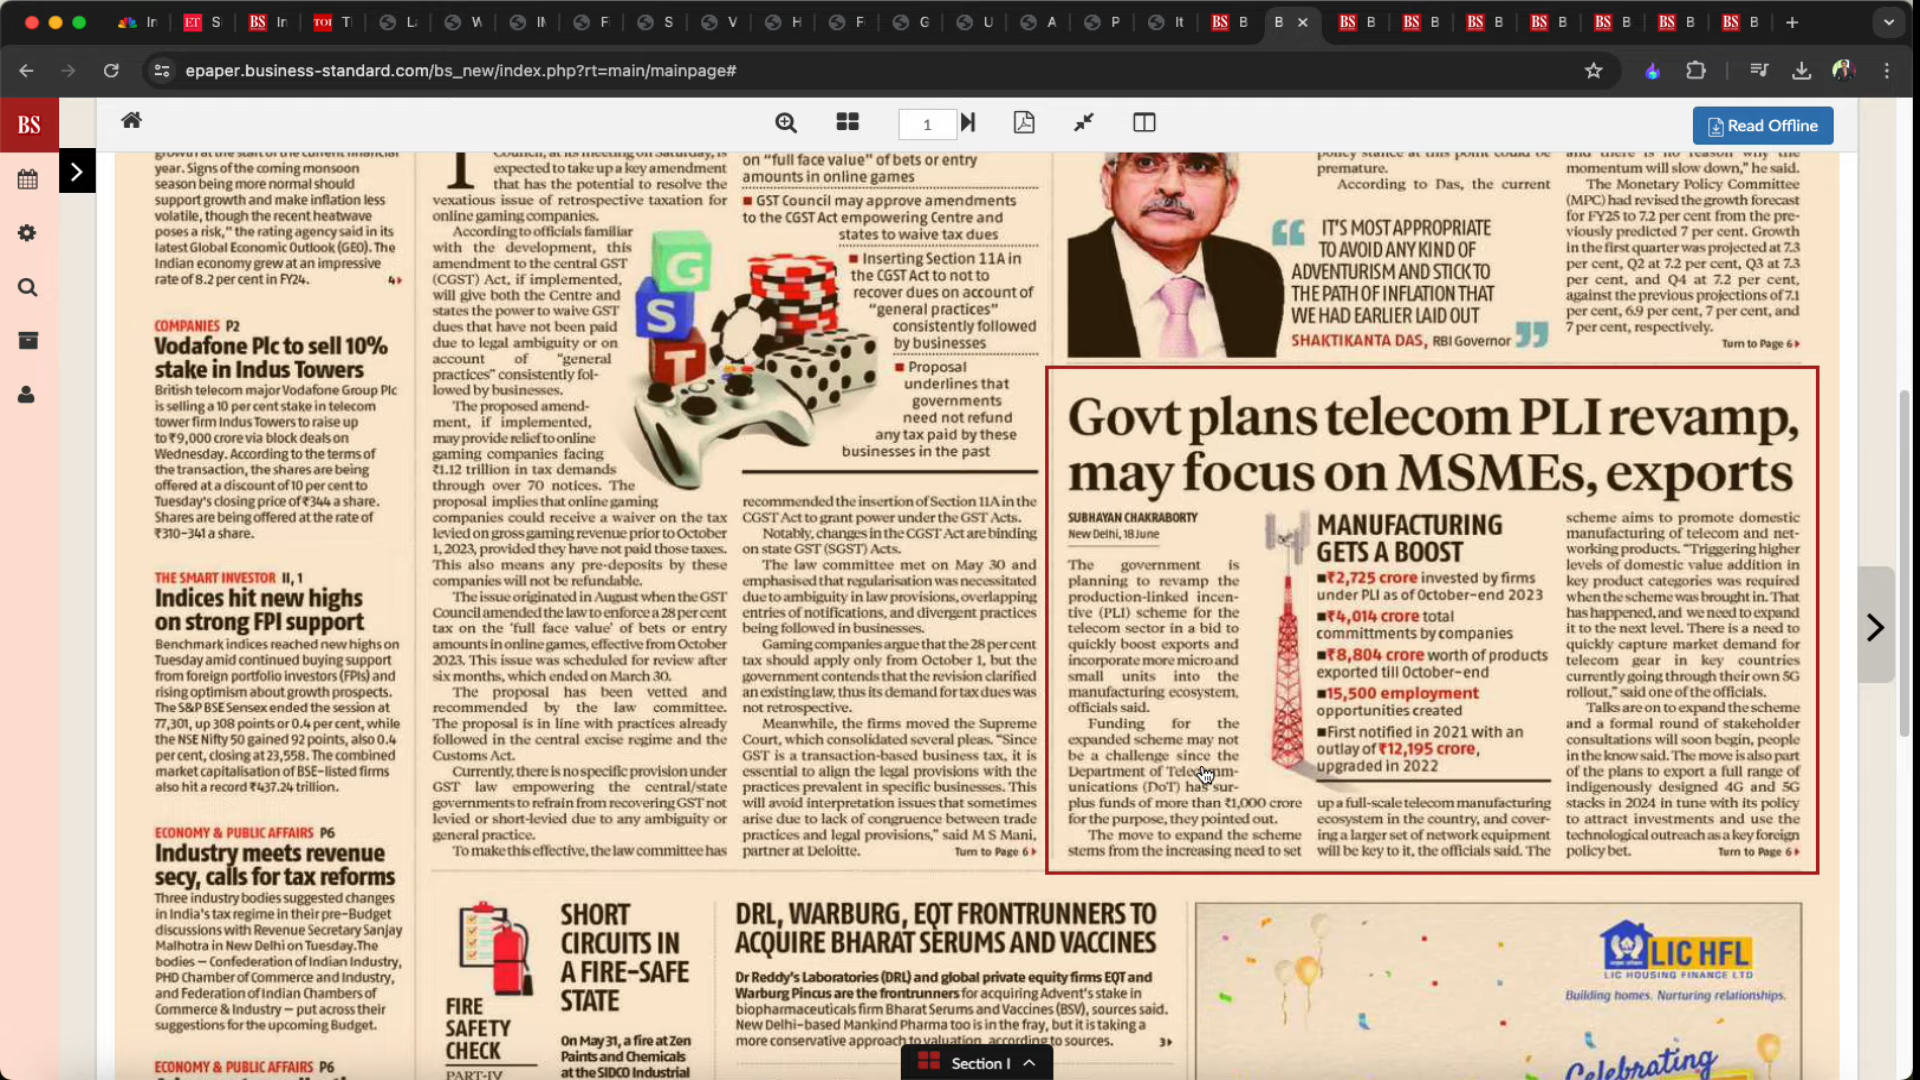 In
ET S
BS In
TOI T
L
W
IN
F
S
V
H
F
G
U
A
P
It
BS B
B
BS B
BS B
BS B
BS B
BS B
BS B
BS B
epaper.business-standard.com/bs_new/index.php?rt=main/mainpage#
BS
1
Read Offline
growth at the start of the current financial
year. Signs of the coming monsoon
season being more normal should
support growth and make inflation less
volatile, though the recent heatwave
poses a risk," the rating agency said in its
latest Global Economic Outlook (GEO). The
Indian economy grew at an impressive
rate of 8.2 per cent in FY24. 4
COMPANIES P2
Vodafone Plc to sell 10%
stake in Indus Towers
British telecom major Vodafone Group Plc
is selling a 10 per cent stake in telecom
tower firm Indus Towers to raise up
to ₹9,000 crore via block deals on
Wednesday. According to the terms of
the transaction, the shares are being
offered at a discount of 10 per cent to
Tuesday's closing price of ₹344 a share.
Shares are being offered at the rate of
₹310-341 a share.
THE SMART INVESTOR II, 1
Indices hit new highs
on strong FPI support
Benchmark indices reached new highs on
Tuesday amid continued buying support
from foreign portfolio investors (FPIs) and
rising optimism about growth prospects.
The S&P BSE Sensex ended the session at
77,301, up 308 points or 0.4 per cent, while
the NSE Nifty 50 gained 92 points, also 0.4
per cent, closing at 23,558. The combined
market capitalisation of BSE-listed firms
also hit a record ₹437.24 trillion.
ECONOMY & PUBLIC AFFAIRS P6
Industry meets revenue
secy, calls for tax reforms
Three industry bodies suggested changes
in India's tax regime in their pre-Budget
discussions with Revenue Secretary Sanjay
Malhotra in New Delhi on Tuesday.The
bodies — Confederation of Indian Industry,
PHD Chamber of Commerce and Industry,
and Federation of Indian Chambers of
Commerce & Industry — put across their
suggestions for the upcoming Budget.
ECONOMY & PUBLIC AFFAIRS P6
Council, at its meeting on Saturday, is
expected to take up a key amendment
that has the potential to resolve the
vexatious issue of retrospective taxation for
online gaming companies.
According to officials familiar
with the development, this
amendment to the central GST
(CGST) Act, if implemented,
will give both the Centre and
states the power to waive GST
dues that have not been paid
due to legal ambiguity or on
account of "general
practices" consistently fol-
lowed by businesses.
The proposed amend-
ment, if implemented,
may provide relief to online
gaming companies facing
₹1.12 trillion in tax demands
through over 70 notices. The
proposal implies that online gaming
companies could receive a waiver on the tax
levied on gross gaming revenue prior to October
1, 2023, provided they have not paid those taxes.
This also means any pre-deposits by these
companies will not be refundable.
The issue originated in August when the GST
Council amended the law to enforce a 28 per cent
tax on the 'full face value' of bets or entry
amounts in online games, effective from October
2023. This issue was scheduled for review after
six months, which ended on March 30.
The proposal has been vetted and
recommended by the law committee.
The proposal is in line with practices already
followed in the central excise regime and the
Customs Act.
Currently, there is no specific provision under
GST law empowering the central/state
governments to refrain from recovering GST not
levied or short-levied due to any ambiguity or
general practice.
To make this effective, the law committee has
G
S
T
on "full face value" of bets or entry
amounts in online games
■ GST Council may approve amendments
to the CGST Act empowering Centre and
states to waive tax dues
■ Inserting Section 11A in
the CGST Act to not to
recover dues on account of
"general practices"
consistently followed
by businesses
■ Proposal
underlines that
governments
need not refund
any tax paid by these
businesses in the past
recommended the insertion of Section 11A in the
CGST Act to grant power under the GST Acts.
Notably, changes in the CGST Act are binding
on state GST (SGST) Acts.
The law committee met on May 30 and
emphasised that regularisation was necessitated
due to ambiguity in law provisions, overlapping
entries of notifications, and divergent practices
being followed in businesses.
Gaming companies argue that the 28 per cent
tax should apply only from October 1, but the
government contends that the revision clarified
an existing law, thus its demand for tax dues was
not retrospective.
Meanwhile, the firms moved the Supreme
Court, which consolidated several pleas. "Since
GST is a transaction-based business tax, it is
essential to align the legal provisions with the
practices prevalent in specific businesses. This
will avoid interpretation issues that sometimes
arise due to lack of congruence between trade
practices and legal provisions," said M S Mani,
partner at Deloitte. Turn to Page 6
IT'S MOST APPROPRIATE
TO AVOID ANY KIND OF
ADVENTURISM AND STICK TO
THE PATH OF INFLATION THAT
WE HAD EARLIER LAID OUT
SHAKTIKANTA DAS, RBI Governor
policy stance at this point could be
premature.
According to Das, the current
and there is no reason why the
momentum will slow down," he said.
The Monetary Policy Committee
(MPC) had revised the growth forecast
for FY25 to 7.2 per cent from the pre-
viously predicted 7 per cent. Growth
in the first quarter was projected at 7.3
per cent, Q2 at 7.2 per cent, Q3 at 7.3
per cent, and Q4 at 7.2 per cent,
against the previous projections of 7.1
per cent, 6.9 per cent, 7 per cent, and
7 per cent, respectively.
Turn to Page 6
Govt plans telecom PLI revamp,
may focus on MSMEs, exports
SUBHAYAN CHAKRABORTY
New Delhi, 18 June
The government is
planning to revamp the
production-linked incen-
tive (PLI) scheme for the
telecom sector in a bid to
quickly boost exports and
incorporate more micro and
small units into the
manufacturing ecosystem,
officials said.
Funding for the
expanded scheme may not
be a challenge since the
Department of Telecomm-
unications (DoT) has sur-
plus funds of more than ₹1,000 crore
for the purpose, they pointed out.
The move to expand the scheme
stems from the increasing need to set
MANUFACTURING
GETS A BOOST
■₹2,725 crore invested by firms
under PLI as of October-end 2023
■₹4,014 crore total
commitments by companies
■₹8,804 crore worth of products
exported till October-end
■15,500 employment
opportunities created
■First notified in 2021 with an
outlay of ₹12,195 crore,
upgraded in 2022
up a full-scale telecom manufacturing
ecosystem in the country, and cover-
ing a larger set of network equipment
will be key to it, the officials said. The
scheme aims to promote domestic
manufacturing of telecom and net-
working products. "Triggering higher
levels of domestic value addition in
key product categories was required
when the scheme was brought in. That
has happened, and we need to expand
it to the next level. There is a need to
quickly capture market demand for
telecom gear in key countries
currently going through their own 5G
rollout," said one of the officials.
Talks are on to expand the scheme
and a formal round of stakeholder
consultations will soon begin, people
in the know said. The move is also part
of the plans to export a full range of
indigenously designed 4G and 5G
stacks in 2024 in tune with its policy
to attract investments and use the
technological outreach as a key foreign
policy bet. Turn to Page 6
FIRE
SAFETY
CHECK
PART-IV
SHORT
CIRCUITS IN
A FIRE-SAFE
STATE
On May 31, a fire at Zen
Paints and Chemicals
at the SIDCO Industrial
DRL, WARBURG, EQT FRONTRUNNERS TO
ACQUIRE BHARAT SERUMS AND VACCINES
Dr Reddy's Laboratories (DRL) and global private equity firms EQT and
Warburg Pincus are the frontrunners for acquiring Advent's stake in
biopharmaceuticals firm Bharat Serums and Vaccines (BSV), sources said.
New Delhi-based Mankind Pharma too is in the fray, but it is taking a
more conservative approach to valuation, according to sources. 3
LIC HFL
LIC HOUSING FINANCE LTD
Building homes. Nurturing relationships.
Celebrating
Section I